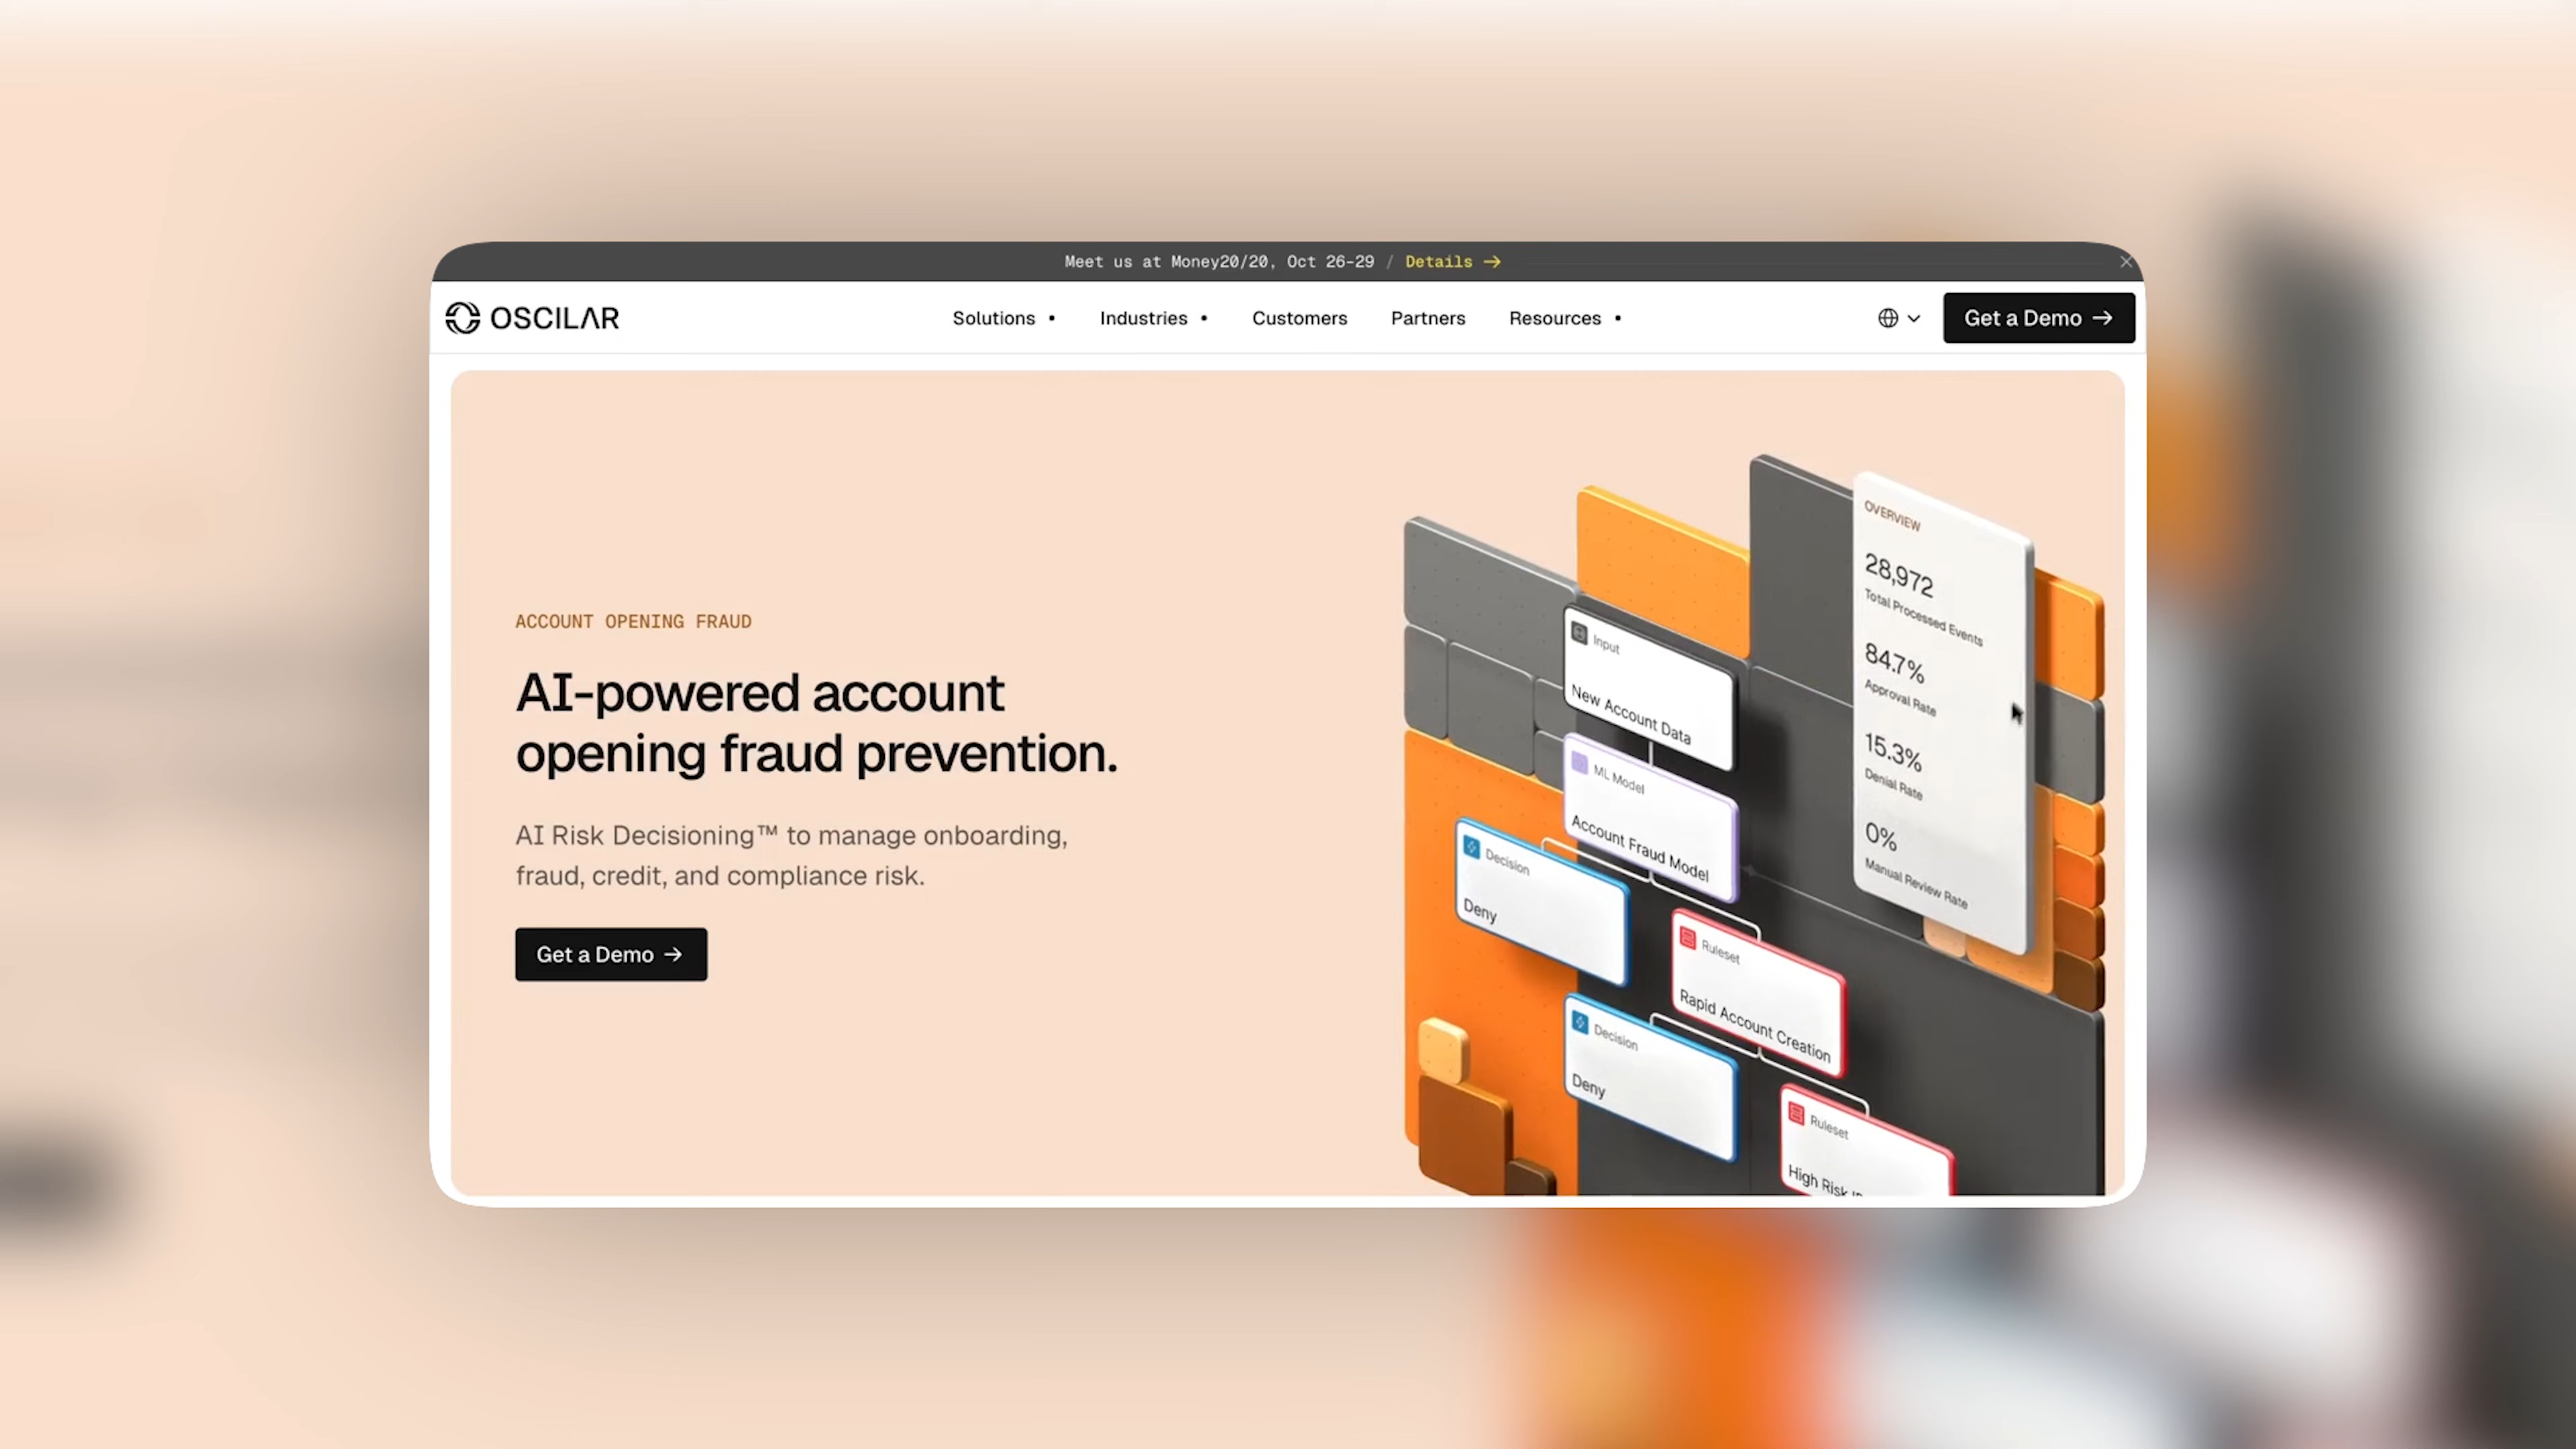 Meet us at Money20/20, Oct 26-29 / Details →
OSCILAR
Solutions • Industries • Customers Partners Resources •
Get a Demo →
ACCOUNT OPENING FRAUD
AI-powered account
opening fraud prevention.
AI Risk Decisioning™ to manage onboarding,
fraud, credit, and compliance risk.
Get a Demo →
Input
New Account Data
ML Model
Account Fraud Model
Decision
Deny
Ruleset
Rapid Account Creation
Decision
Deny
Ruleset
High Risk
OVERVIEW
28,972
Total Processed Events
84.7%
Approval Rate
15.3%
Denial Rate
0%
Manual Review Rate